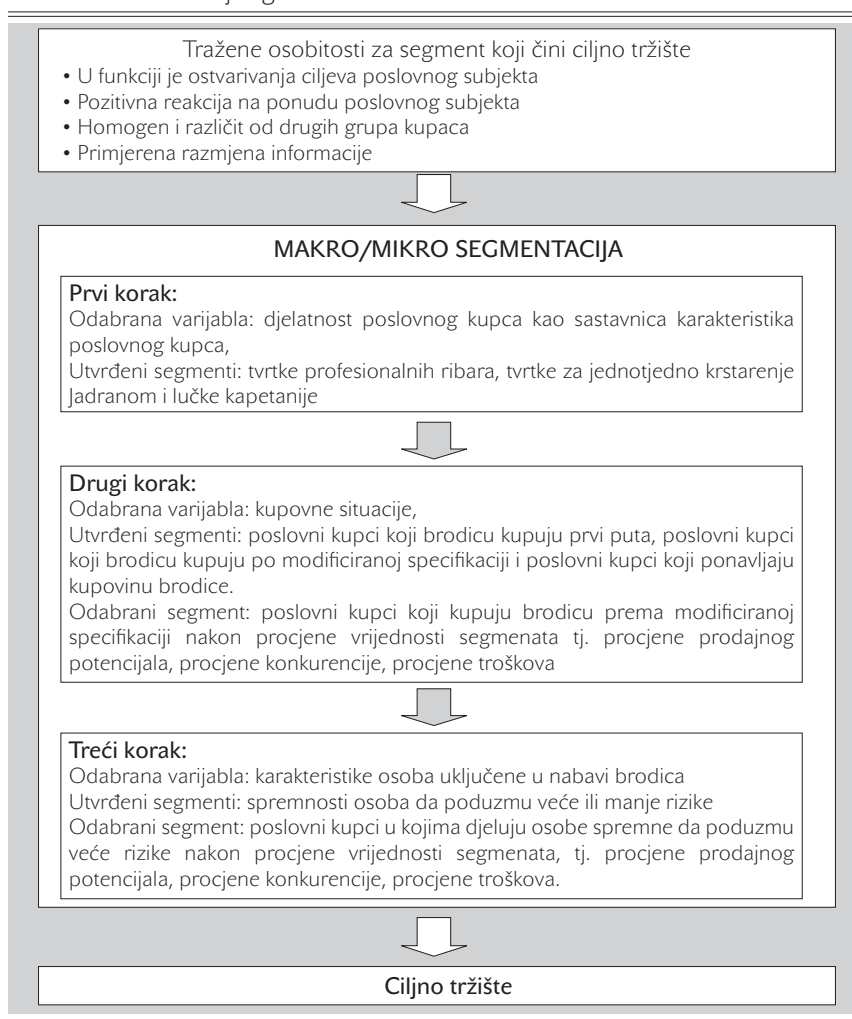 Tražene osobitosti za segment koji čini ciljno tržište
• U funkciji je ostvarivanja ciljeva poslovnog subjekta
• Pozitivna reakcija na ponudu poslovnog subjekta
• Homogen i različit od drugih grupa kupaca
• Primjerena razmjena informacije
MAKRO/MIKRO SEGMENTACIJA
Prvi korak:
Odabrana varijabla: djelatnost poslovnog kupca kao sastavnica karakteristika
poslovnog kupca,
Utvrđeni segmenti: tvrtke profesionalnih ribara, tvrtke za jednotjedno krstarenje
Jadranom i lučke kapetanije
Drugi korak:
Odabrana varijabla: kupovne situacije,
Utvrđeni segmenti: poslovni kupci koji brodicu kupuju prvi puta, poslovni kupci
koji brodicu kupuju po modificiranoj specifikaciji i poslovni kupci koji ponavljaju
kupovinu brodice.
Odabrani segment: poslovni kupci koji kupuju brodicu prema modificiranoj
specifikaciji nakon procjene vrijednosti segmenata tj. procjene prodajnog
potencijala, procjene konkurencije, procjene troškova
Treći korak:
Odabrana varijabla: karakteristike osoba uključene u nabavi brodica
Utvrđeni segmenti: spremnosti osoba da poduzmu veće ili manje rizike
Odabrani segment: poslovni kupci u kojima djeluju osobe spremne da poduzmu
veće rizike nakon procjene vrijednosti segmenata, tj. procjene prodajnog
potencijala, procjene konkurencije, procjene troškova.
Ciljno tržište